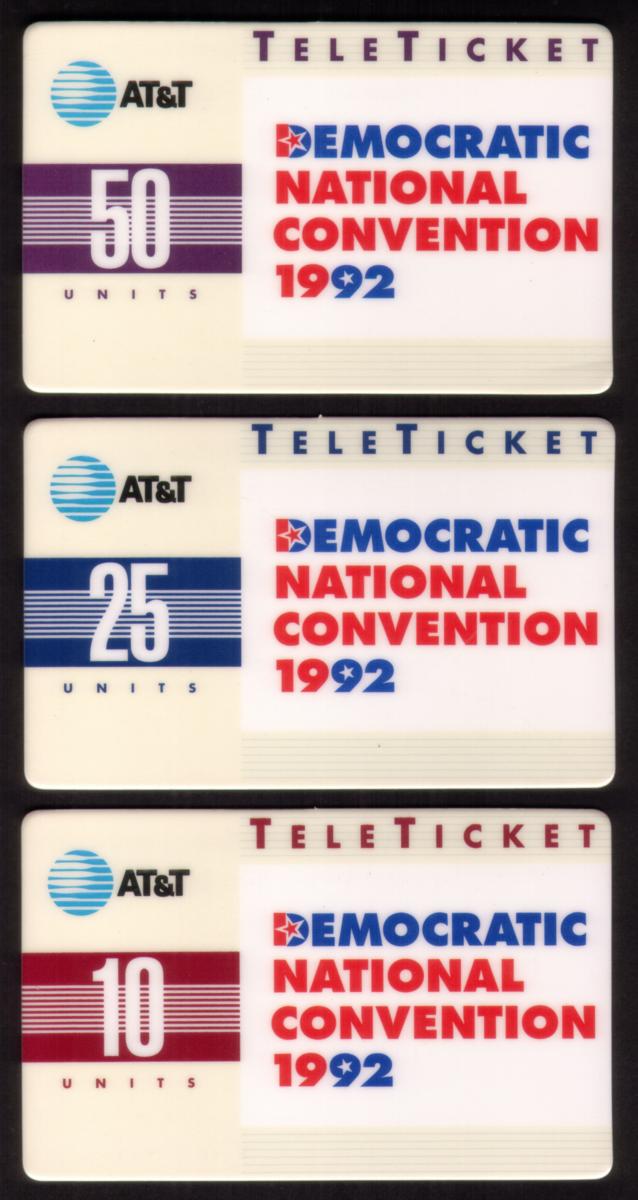 TELETICKET
AT&T
50
UNITS
DEMOCRATIC
NATIONAL
CONVENTION
1992
TELETICKET
AT&T
25
UNITS
DEMOCRATIC
NATIONAL
CONVENTION
1992
TELETICKET
AT&T
10
UNITS
DEMOCRATIC
NATIONAL
CONVENTION
1992